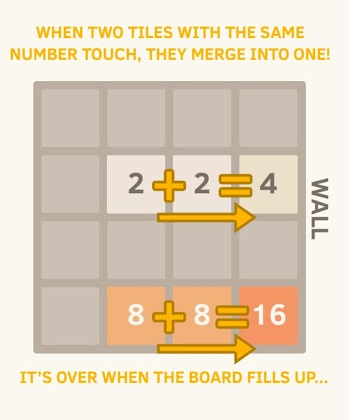 WHEN TWO TILES WITH THE SAME
NUMBER TOUCH, THEY MERGE INTO ONE!
2 + 2 = 4
WALL
8 + 8 = 16
IT'S OVER WHEN THE BOARD FILLS UP...